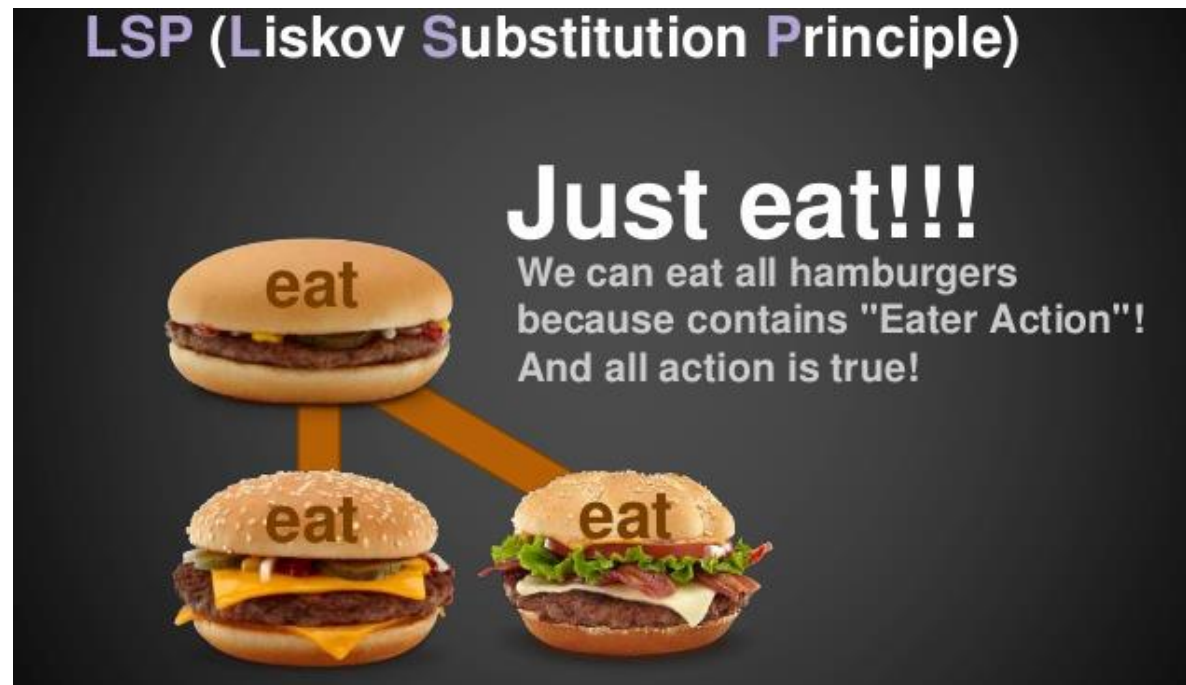 LSP (Liskov Substitution Principle)
Just eat!!!
We can eat all hamburgers
because contains "Eater Action"!
And all action is true!
eat
eat
eat